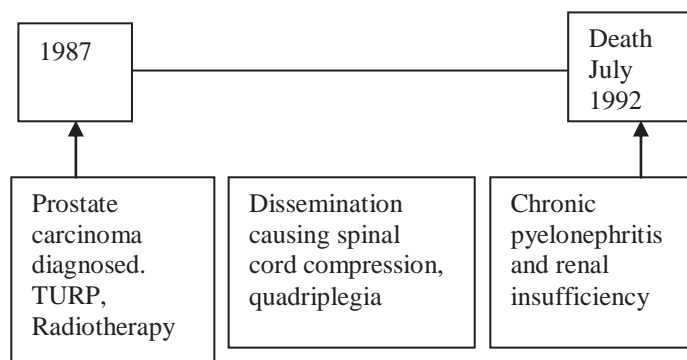 1987
Death
July
1992
Prostate
carcinoma
diagnosed.
TURP,
Radiotherapy
Dissemination
causing spinal
cord compression,
quadriplegia
Chronic
pyelonephritis
and renal
insufficiency